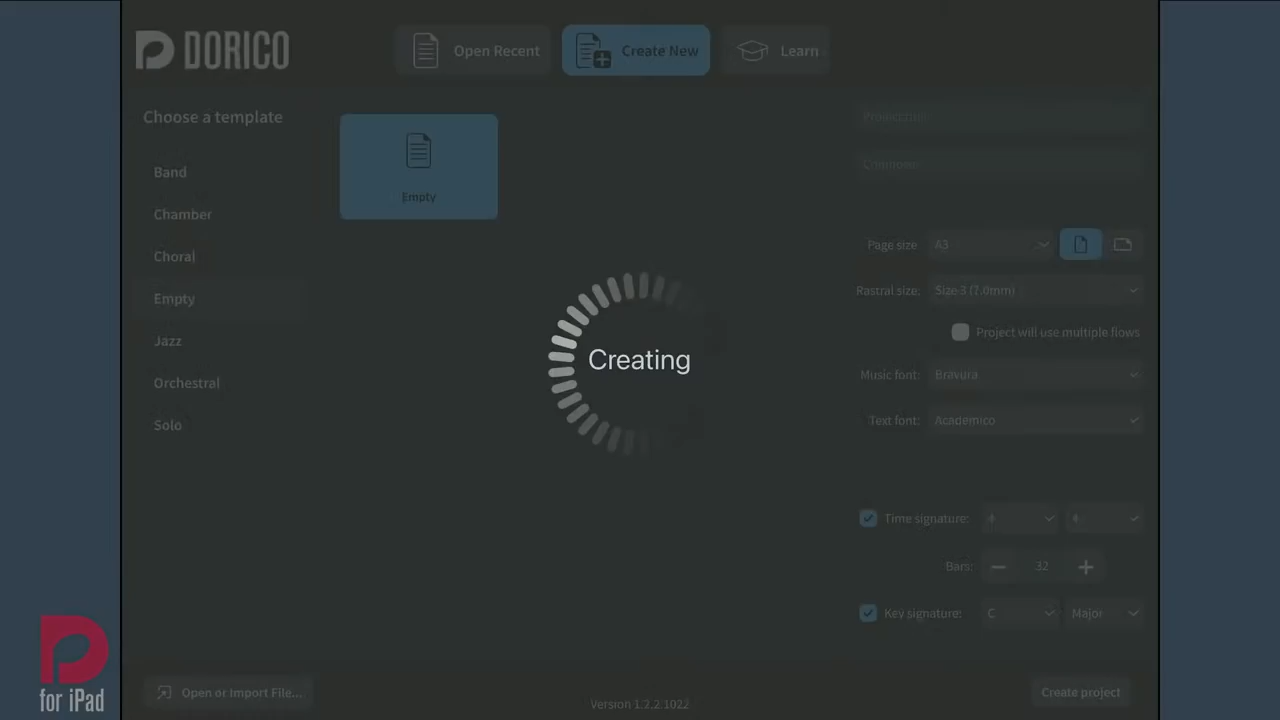 DORICO
Open Recent
Create New
Learn
Choose a template
Band
Chamber
Choral
Empty
Jazz
Orchestral
Solo
Empty
Page size
A3
Rastral size:
Size 3 (7.0mm)
Project will use multiple flows
Music font:
Bravura
Text font:
Academico
Creating
Time signature:
4
4
Bars:
32
Key signature:
C
Major
Open or Import File...
Version 1.2.2.1022
Create project
for iPad